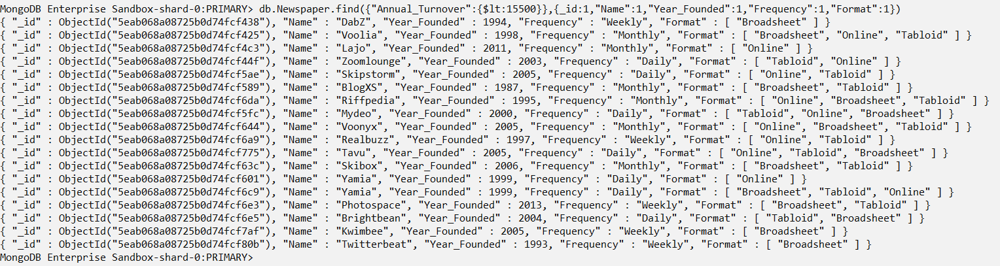 MongoDB Enterprise Sandbox-shard-0:PRIMARY> db.Newspaper.find({"Annual_Turnover":{$lt:15500}},{_id:1,"Name":1,"Year_Founded":1,"Frequency":1,"Format":1})
{ "_id" : ObjectId("5eab068a08725b0d74fcf438"), "Name" : "DabZ", "Year_Founded" : 1994, "Frequency" : "Weekly", "Format" : [ "Broadsheet" ] }
{ "_id" : ObjectId("5eab068a08725b0d74fcf425"), "Name" : "Voolia", "Year_Founded" : 1998, "Frequency" : "Monthly", "Format" : [ "Broadsheet", "Online", "Tabloid" ] }
{ "_id" : ObjectId("5eab068a08725b0d74fcf4c3"), "Name" : "Lajo", "Year_Founded" : 2011, "Frequency" : "Monthly", "Format" : [ "Online" ] }
{ "_id" : ObjectId("5eab068a08725b0d74fcf44f"), "Name" : "Zoomlounge", "Year_Founded" : 2003, "Frequency" : "Daily", "Format" : [ "Tabloid", "Online" ] }
{ "_id" : ObjectId("5eab068a08725b0d74fcf5ae"), "Name" : "Skipstorm", "Year_Founded" : 2005, "Frequency" : "Daily", "Format" : [ "Online", "Tabloid" ] }
{ "_id" : ObjectId("5eab068a08725b0d74fcf589"), "Name" : "BlogXS", "Year_Founded" : 1987, "Frequency" : "Monthly", "Format" : [ "Broadsheet", "Tabloid" ] }
{ "_id" : ObjectId("5eab068a08725b0d74fcf6da"), "Name" : "Riffpedia", "Year_Founded" : 1995, "Frequency" : "Monthly", "Format" : [ "Online", "Broadsheet", "Tabloid" ] }
{ "_id" : ObjectId("5eab068a08725b0d74fcf5fc"), "Name" : "Mydeo", "Year_Founded" : 2000, "Frequency" : "Daily", "Format" : [ "Tabloid", "Online", "Broadsheet" ] }
{ "_id" : ObjectId("5eab068a08725b0d74fcf644"), "Name" : "Voonyx", "Year_Founded" : 2005, "Frequency" : "Monthly", "Format" : [ "Online", "Broadsheet", "Tabloid" ] }
{ "_id" : ObjectId("5eab068a08725b0d74fcf6a9"), "Name" : "Realbuzz", "Year_Founded" : 1997, "Frequency" : "Weekly", "Format" : [ "Online", "Tabloid" ] }
{ "_id" : ObjectId("5eab068a08725b0d74fcf775"), "Name" : "Tavu", "Year_Founded" : 2005, "Frequency" : "Daily", "Format" : [ "Online", "Tabloid", "Broadsheet" ] }
{ "_id" : ObjectId("5eab068a08725b0d74fcf63c"), "Name" : "Skibox", "Year_Founded" : 2006, "Frequency" : "Monthly", "Format" : [ "Broadsheet", "Tabloid" ] }
{ "_id" : ObjectId("5eab068a08725b0d74fcf601"), "Name" : "Yamia", "Year_Founded" : 1999, "Frequency" : "Daily", "Format" : [ "Online" ] }
{ "_id" : ObjectId("5eab068a08725b0d74fcf6c9"), "Name" : "Yamia", "Year_Founded" : 1999, "Frequency" : "Daily", "Format" : [ "Broadsheet", "Tabloid", "Online" ] }
{ "_id" : ObjectId("5eab068a08725b0d74fcf6e3"), "Name" : "Photospace", "Year_Founded" : 2013, "Frequency" : "Weekly", "Format" : [ "Broadsheet", "Tabloid" ] }
{ "_id" : ObjectId("5eab068a08725b0d74fcf6e5"), "Name" : "Brightbean", "Year_Founded" : 2004, "Frequency" : "Daily", "Format" : [ "Tabloid", "Broadsheet" ] }
{ "_id" : ObjectId("5eab068a08725b0d74fcf7af"), "Name" : "Kwimbee", "Year_Founded" : 2005, "Frequency" : "Weekly", "Format" : [ "Broadsheet" ] }
{ "_id" : ObjectId("5eab068a08725b0d74fcf80b"), "Name" : "Twitterbeat", "Year_Founded" : 1993, "Frequency" : "Weekly", "Format" : [ "Broadsheet" ] }
MongoDB Enterprise Sandbox-shard-0:PRIMARY>